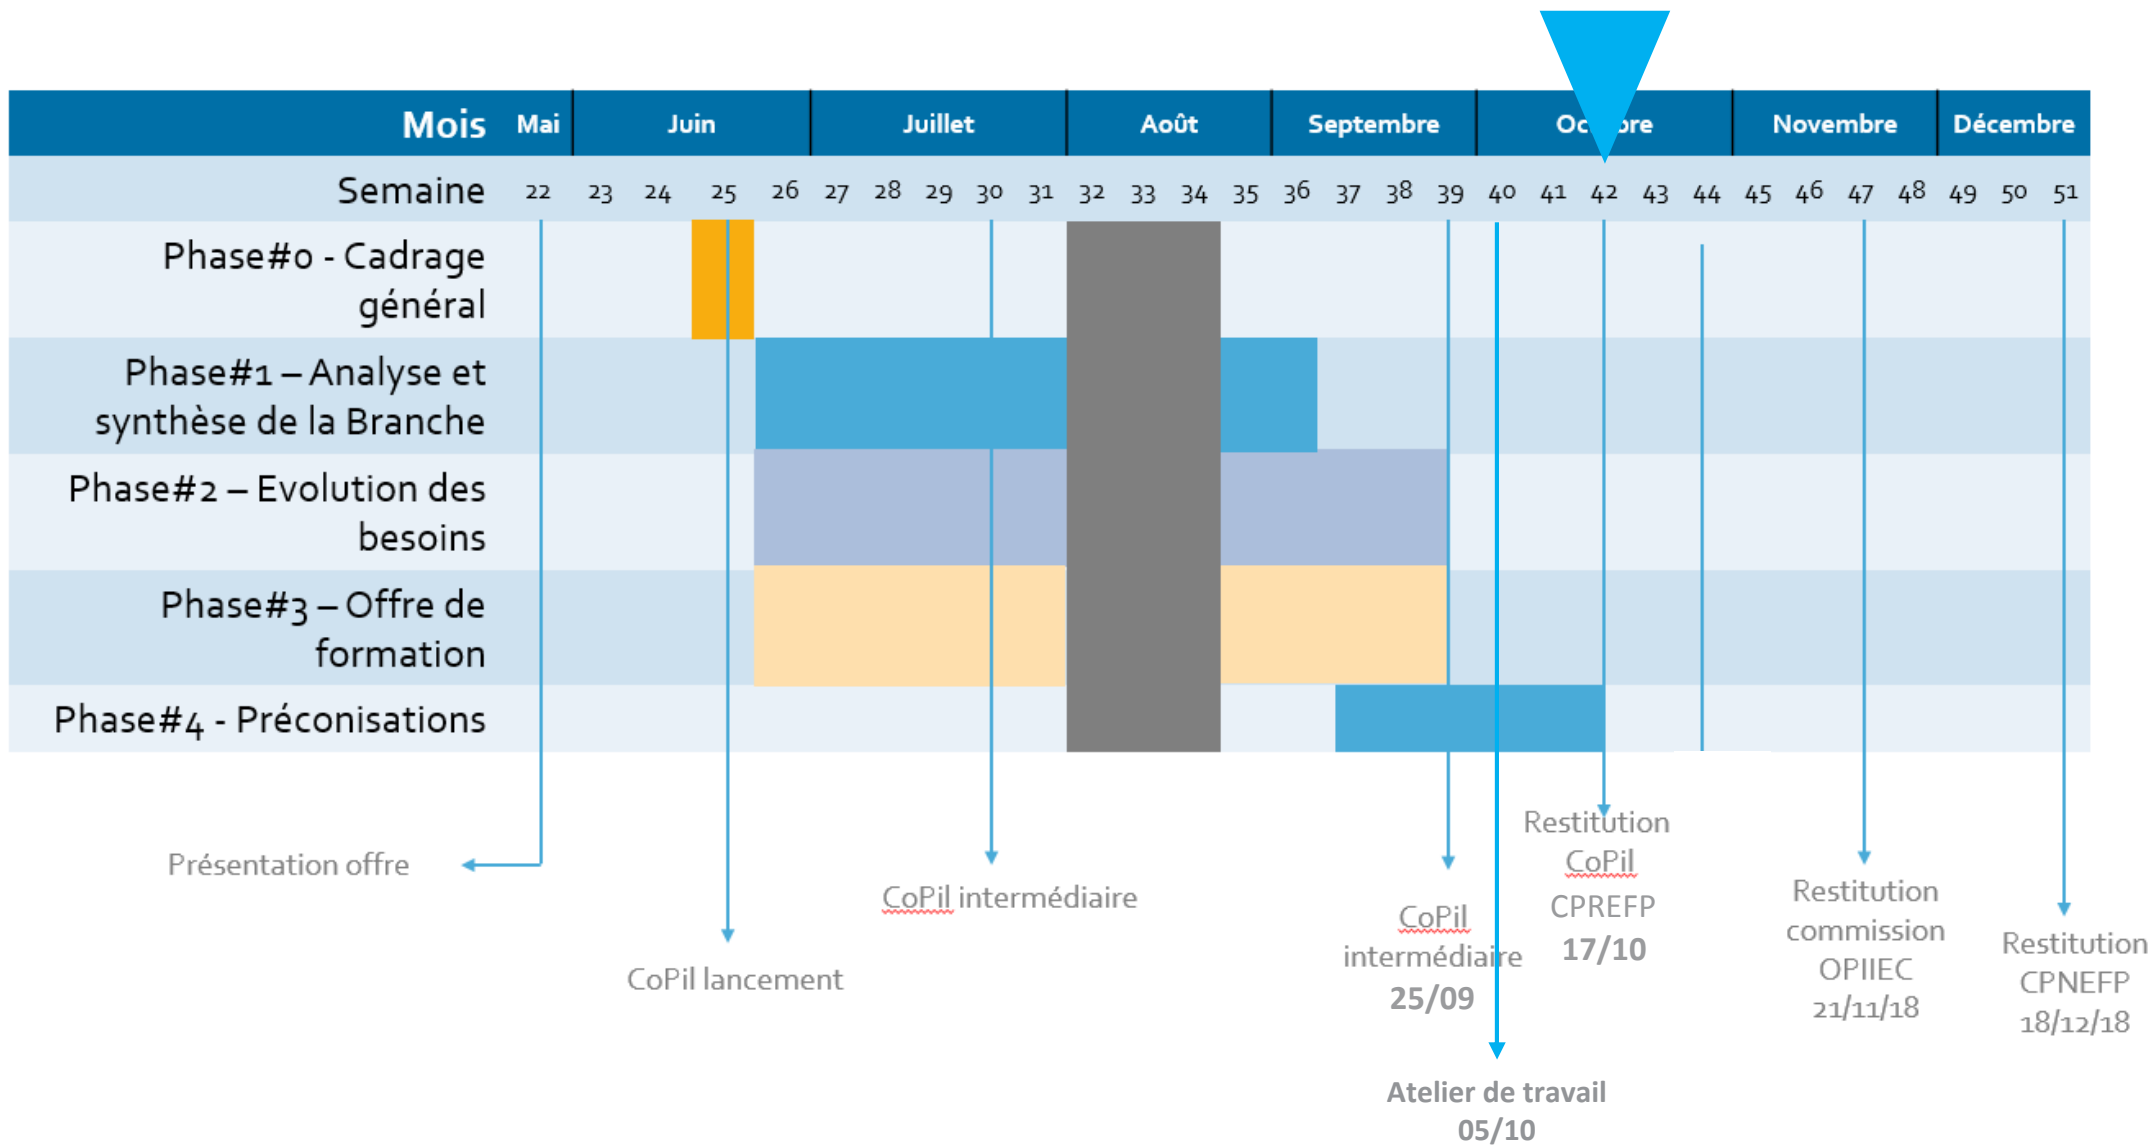 Mois Mai Juin Juillet Août Septembre Octobre Novembre Décembre
Semaine 22 23 24 25 26 27 28 29 30 31 32 33 34 35 36 37 38 39 40 41 42 43 44 45 46 47 48 49 50 51
Phase#0 - Cadrage
général
Phase#1 – Analyse et
synthèse de la Branche
Phase#2 – Evolution des
besoins
Phase#3 – Offre de
formation
Phase#4 - Préconisations
Présentation offre
CoPil lancement
CoPil intermédiaire
CoPil
intermédiaire
25/09
Atelier de travail
05/10
Restitution
CoPil
CPREFP
17/10
Restitution
commission
OPIIEC
21/11/18
Restitution
CPNEFP
18/12/18